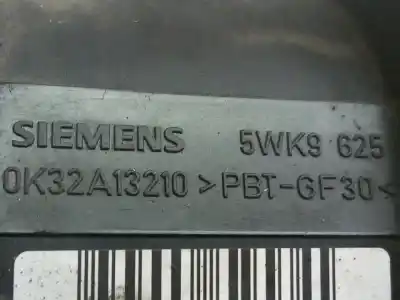 SIEMENS 5WK9 625
0K32A13210 >PBT-GF30<